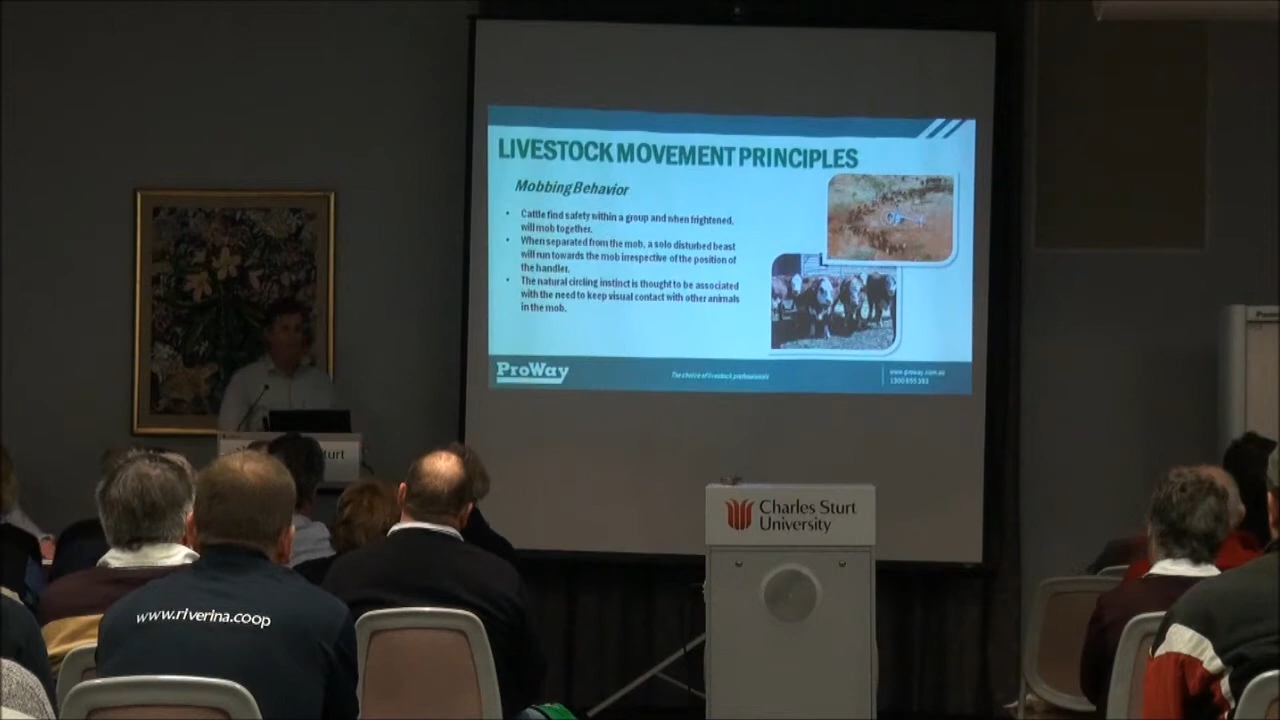 LIVESTOCK MOVEMENT PRINCIPLES
Mobbing Behavior
• Cattle find safety within a group and when frightened,
will mob together.
• When separated from the mob, a solo disturbed beast
will run towards the mob irrespective of the position of
the handler.
• The natural circling instinct is thought to be associated
with the need to keep visual contact with other animals
in the mob.
ProWay
The choice of livestock professionals
www.proway.com.au
turt
Charles Sturt
University
www.riverina.coop